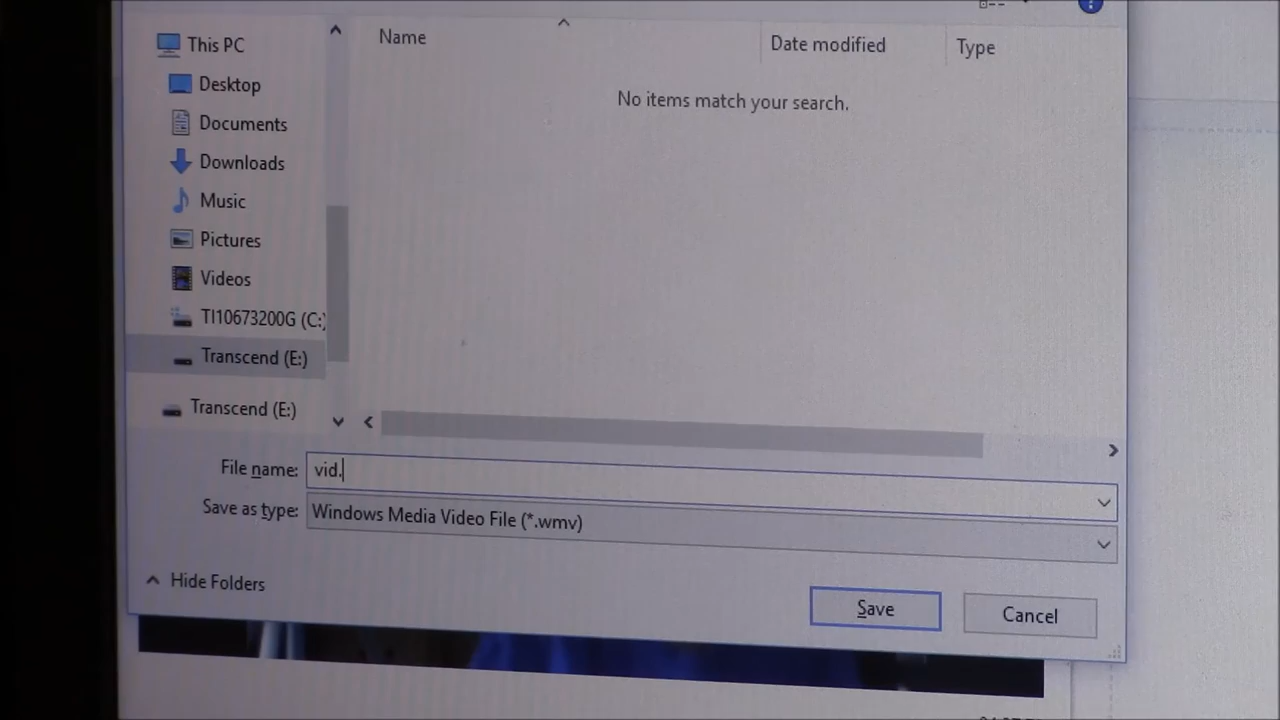 This PC
Desktop
Documents
Downloads
Music
Pictures
Videos
TI10673200G (C:)
Transcend (E:)
Transcend (E:)
Name
Date modified
Type
No items match your search.
File name: vid.
Save as type: Windows Media Video File (*.wmv)
Hide Folders
Save
Cancel